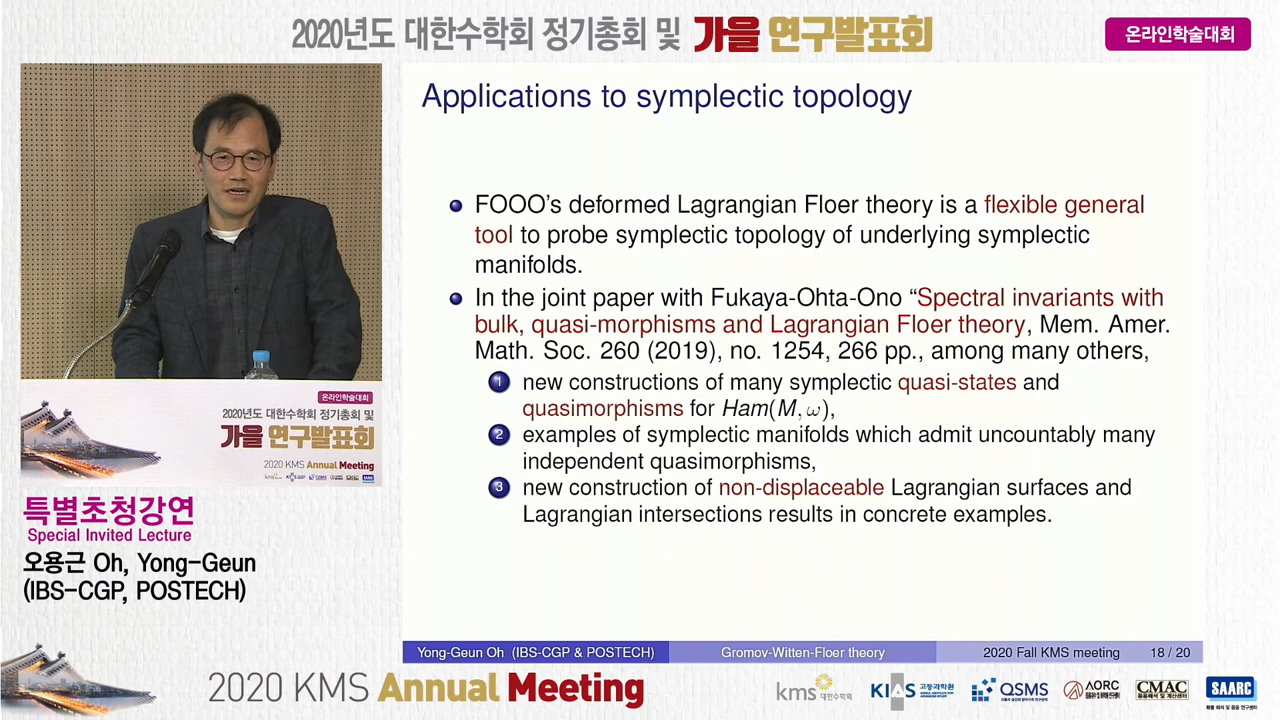 2020년도 대한수학회 정기총회 및 가을 연구발표회
온라인학술대회
Applications to symplectic topology
FOOO's deformed Lagrangian Floer theory is a flexible general
tool to probe symplectic topology of underlying symplectic
manifolds.
In the joint paper with Fukaya-Ohta-Ono “Spectral invariants with
bulk, quasi-morphisms and Lagrangian Floer theory, Mem. Amer.
Math. Soc. 260 (2019), no. 1254, 266 pp., among many others,
1 new constructions of many symplectic quasi-states and
quasimorphisms for Ham(M, ω),
2 examples of symplectic manifolds which admit uncountably many
independent quasimorphisms,
3 new construction of non-displaceable Lagrangian surfaces and
Lagrangian intersections results in concrete examples.
온라인학술대회
2020년도 대한수학회 정기총회 및
가을 연구발표회
2020 KMS Annual Meeting
특별초청강연
Special Invited Lecture
오용근 Oh, Yong-Geun
(IBS-CGP, POSTECH)
Yong-Geun Oh (IBS-CGP & POSTECH) Gromov-Witten-Floer theory 2020 Fall KMS meeting 18 / 20
2020 KMS Annual Meeting
kms 대한수학회 KIAS 고등과학원 QSMS AORC CMAC SAARC